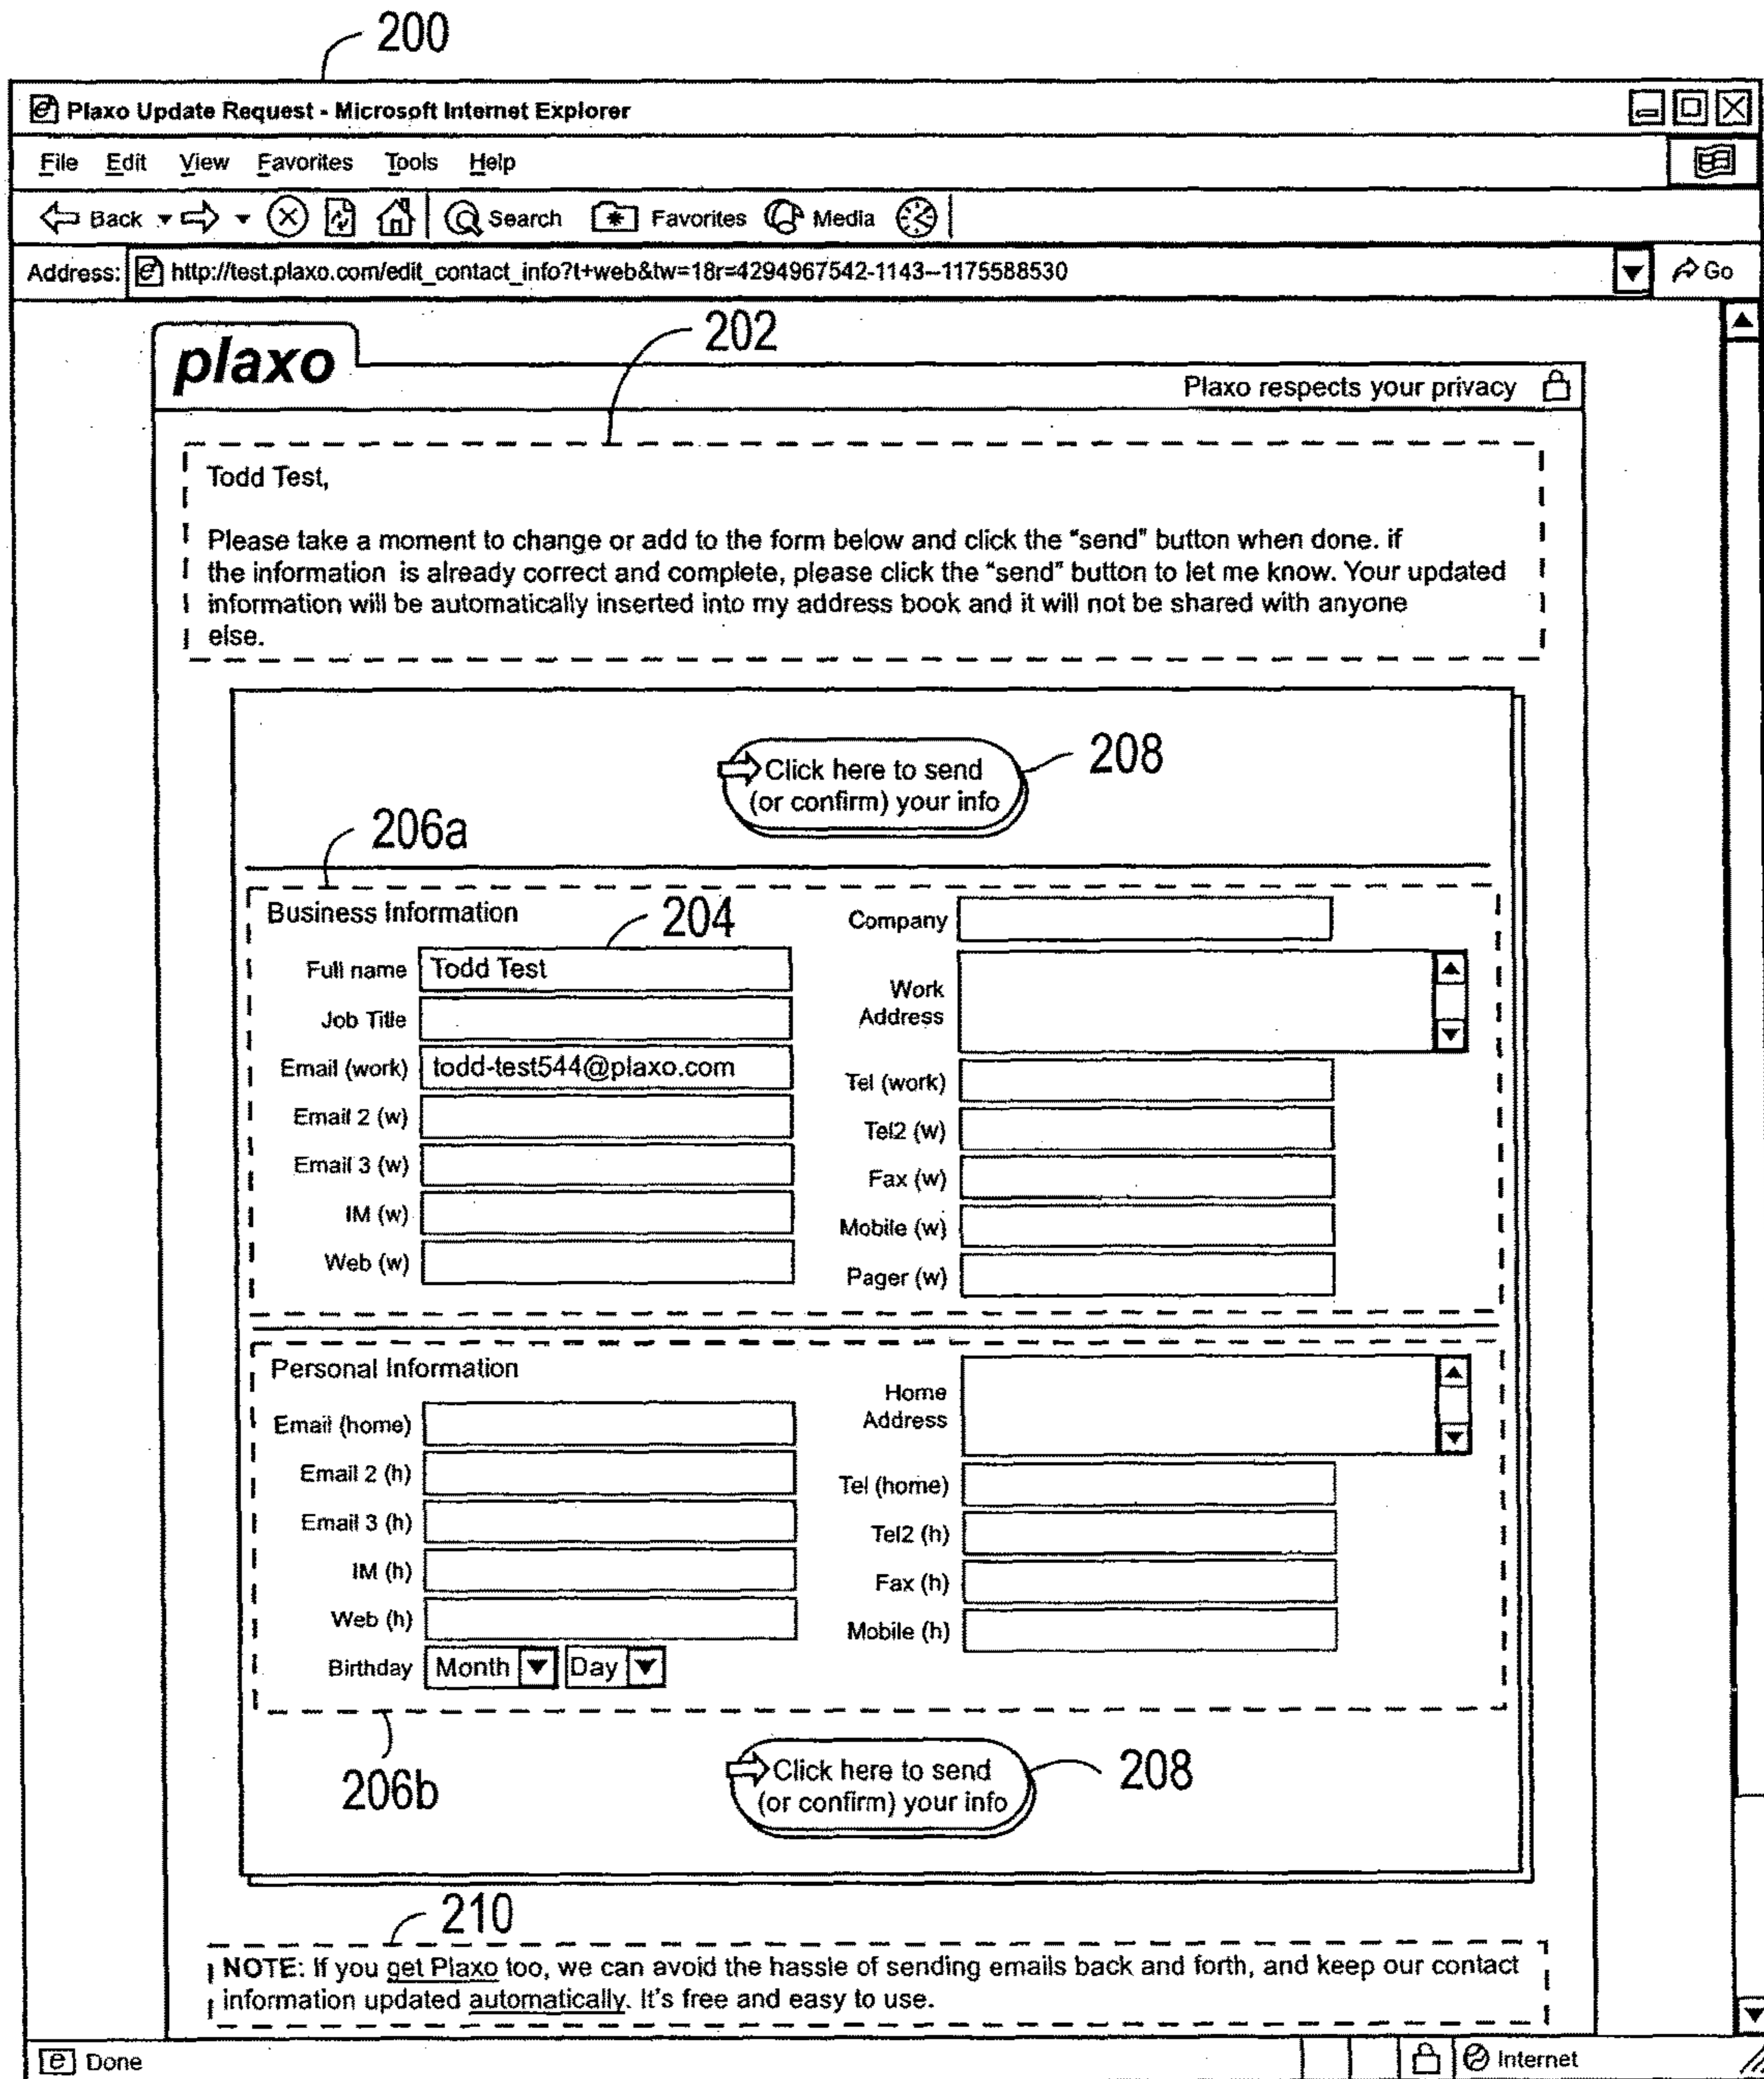 200
Plaxo Update Request - Microsoft Internet Explorer
File Edit View Favorites Tools Help
Back Search Favorites Media
Address: http://test.plaxo.com/edit_contact_info?t+web&tw=18r=4294967542-1143--1175588530 Go
202
plaxo
Plaxo respects your privacy
Todd Test,
Please take a moment to change or add to the form below and click the "send" button when done. if
the information is already correct and complete, please click the "send" button to let me know. Your updated
information will be automatically inserted into my address book and it will not be shared with anyone
else.
Click here to send
(or confirm) your info
208
206a
Business Information
204
Full name Todd Test
Job Title
Email (work) todd-test544@plaxo.com
Email 2 (w)
Email 3 (w)
IM (w)
Web (w)
Company
Work
Address
Tel (work)
Tel2 (w)
Fax (w)
Mobile (w)
Pager (w)
Personal Information
Email (home)
Email 2 (h)
Email 3 (h)
IM (h)
Web (h)
Birthday Month Day
Home
Address
Tel (home)
Tel2 (h)
Fax (h)
Mobile (h)
206b
Click here to send
(or confirm) your info
208
210
NOTE: If you get Plaxo too, we can avoid the hassle of sending emails back and forth, and keep our contact
information updated automatically. It's free and easy to use.
Done Internet